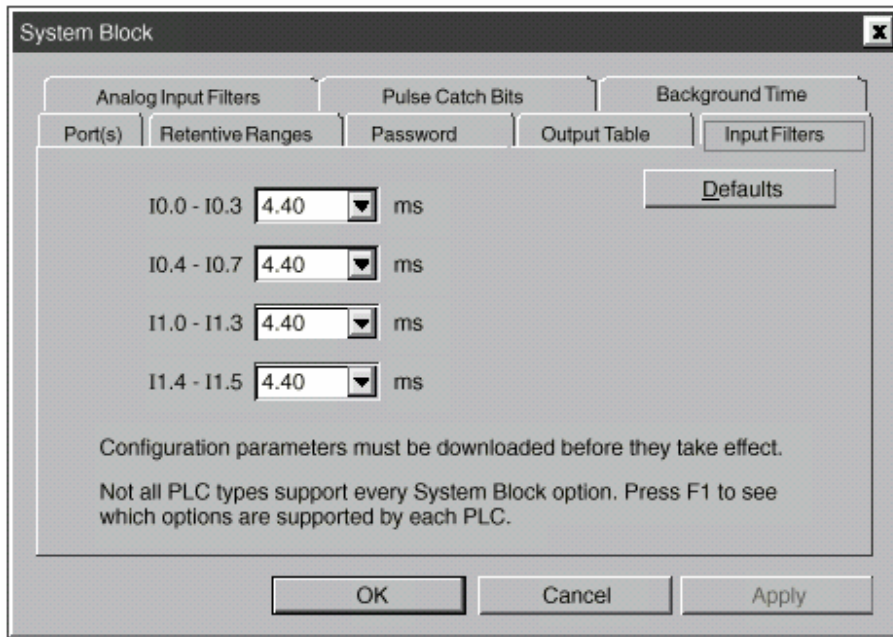 System Block
Analog Input Filters
Pulse Catch Bits
Background Time
Port(s)
Retentive Ranges
Password
Output Table
Input Filters
Defaults
I0.0 - I0.3 4.40 ms
I0.4 - I0.7 4.40 ms
I1.0 - I1.3 4.40 ms
I1.4 - I1.5 4.40 ms
Configuration parameters must be downloaded before they take effect.
Not all PLC types support every System Block option. Press F1 to see
which options are supported by each PLC.
OK
Cancel
Apply